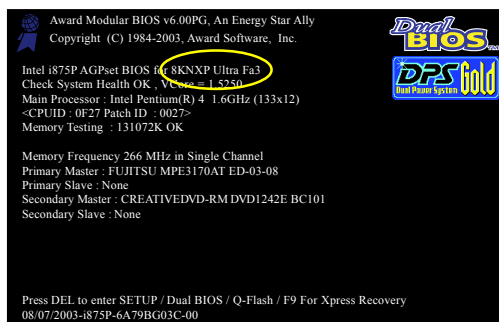 Award Modular BIOS v6.00PG, An Energy Star Ally
Copyright (C) 1984-2003, Award Software, Inc.
Dual
BIOS
DPS Gold
Dual Power System
Intel i875P AGPset BIOS for 8KNXP Ultra Fa3
Check System Health OK , VCore = 1.5250
Main Processor : Intel Pentium(R) 4 1.6GHz (133x12)
<CPUID : 0F27 Patch ID : 0027>
Memory Testing : 131072K OK
Memory Frequency 266 MHz in Single Channel
Primary Master : FUJITSU MPE3170AT ED-03-08
Primary Slave : None
Secondary Master : CREATIVEDVD-RM DVD1242E BC101
Secondary Slave : None
Press DEL to enter SETUP / Dual BIOS / Q-Flash / F9 For Xpress Recovery
08/07/2003-i875P-6A79BG03C-00